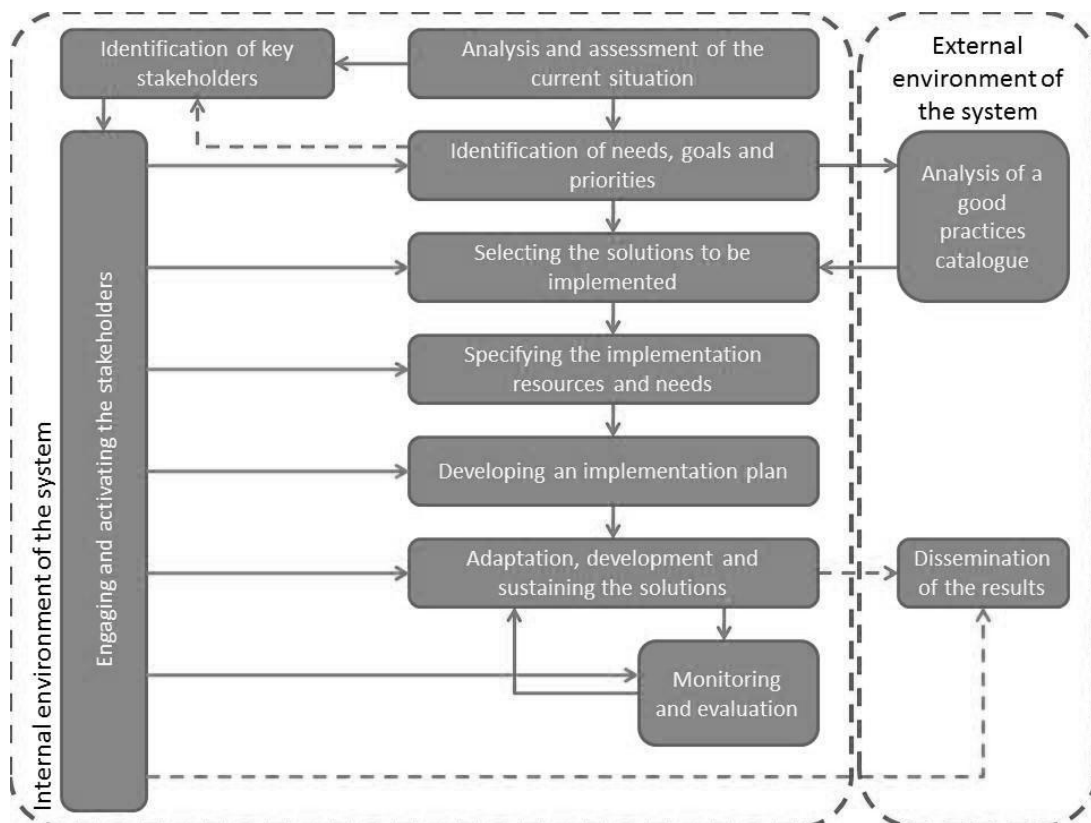 Identification of key
stakeholders
Analysis and assessment of the
current situation
External
environment of
the system
Identification of needs, goals and
priorities
Analysis of a
good
practices
catalogue
Selecting the solutions to be
implemented
Specifying the implementation
resources and needs
Developing an implementation plan
Adaptation, development and
sustaining the solutions
Dissemination
of the results
Monitoring
and evaluation
Engaging and activating the stakeholders
Internal environment of the system